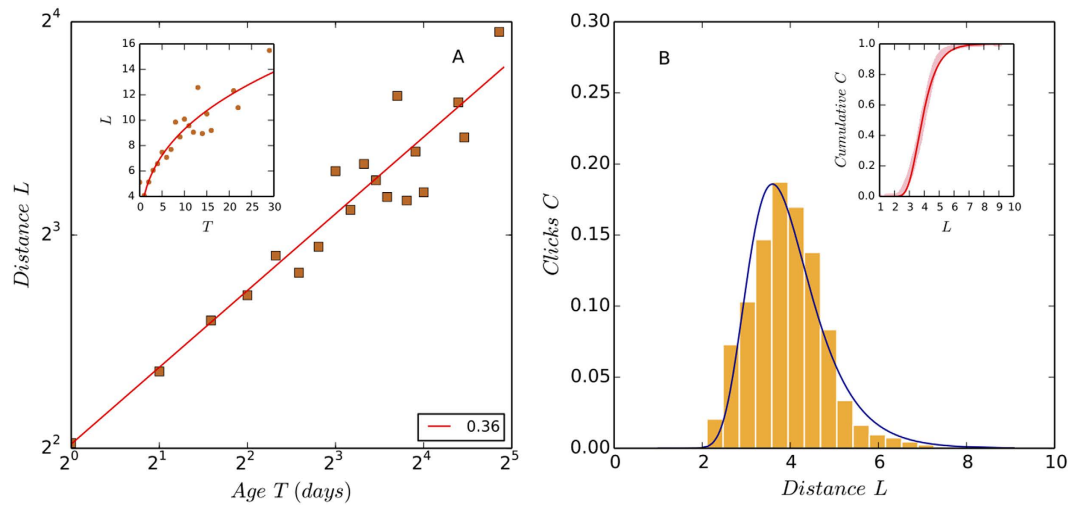 A
2^4
2^3
2^2
Distance L
2^0 2^1 2^2 2^3 2^4 2^5
Age T (days)
0.36
16
14
12
10
8
6
4
L
0 5 10 15 20 25 30
T
B
0.30
0.25
0.20
0.15
0.10
0.05
0.00
Clicks C
0 2 4 6 8 10
Distance L
1.0
0.8
0.6
0.4
0.2
0.0
Cumulative C
1 2 3 4 5 6 7 8 9 10
L